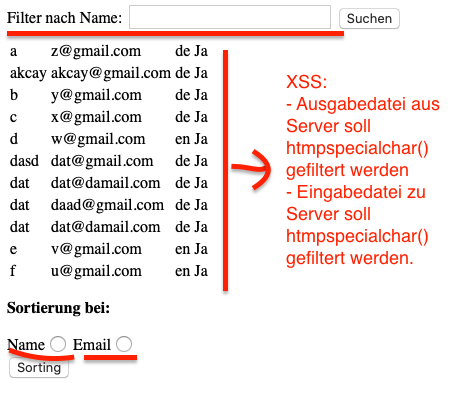 Filter nach Name: Suchen
a z@gmail.com de Ja
akcay akcay@gmail.com de Ja
b y@gmail.com de Ja
c x@gmail.com de Ja
d w@gmail.com en Ja
dasd dat@gmail.com de Ja
dat dat@damail.com de Ja
dat daad@gmail.com de Ja
dat dat@damail.com de Ja
e v@gmail.com en Ja
f u@gmail.com en Ja
XSS:
- Ausgabedatei aus
Server soll
htmpspecialchar()
gefiltert werden
- Eingabedatei zu
Server soll
htmpspecialchar()
gefiltert werden.
Sortierung bei:
Name Email
Sorting